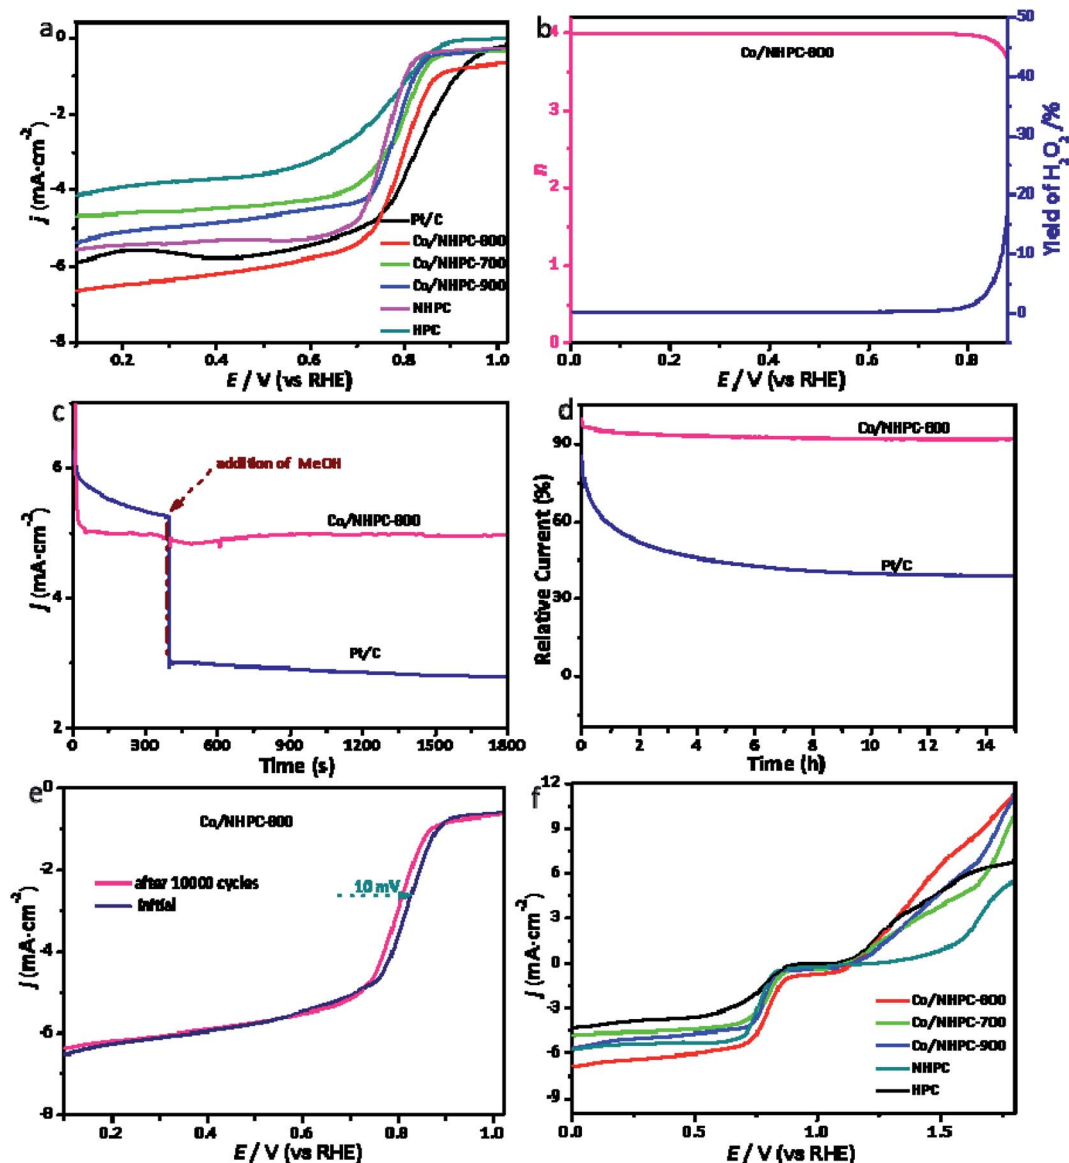 a
0
-2
-4
-6
-8
j (mA·cm⁻²)
Pt/C
Co/NHPC-800
Co/NHPC-700
Co/NHPC-900
NHPC
HPC
0.2
0.4
0.6
0.8
1.0
E / V (vs RHE)
b
4
3
2
1
0
n
Co/NHPC-800
50
40
30
20
10
0
Yield of H₂O₂ /%
0.0
0.2
0.4
0.6
0.8
E / V (vs RHE)
c
6
4
2
j (mA·cm⁻²)
addition of MeOH
Co/NHPC-800
Pt/C
0
300
600
900
1200
1500
1800
Time (s)
d
90
60
30
0
Relative Current (%)
Co/NHPC-800
Pt/C
0
2
4
6
8
10
12
14
Time (h)
e
0
-2
-4
-6
-8
j (mA·cm⁻²)
Co/NHPC-800
after 10000 cycles
initial
10 mV
0.2
0.4
0.6
0.8
1.0
E / V (vs RHE)
f
12
9
6
3
0
-3
-6
-9
j (mA·cm⁻²)
Co/NHPC-800
Co/NHPC-700
Co/NHPC-900
NHPC
HPC
0.0
0.5
1.0
1.5
E / V (vs RHE)